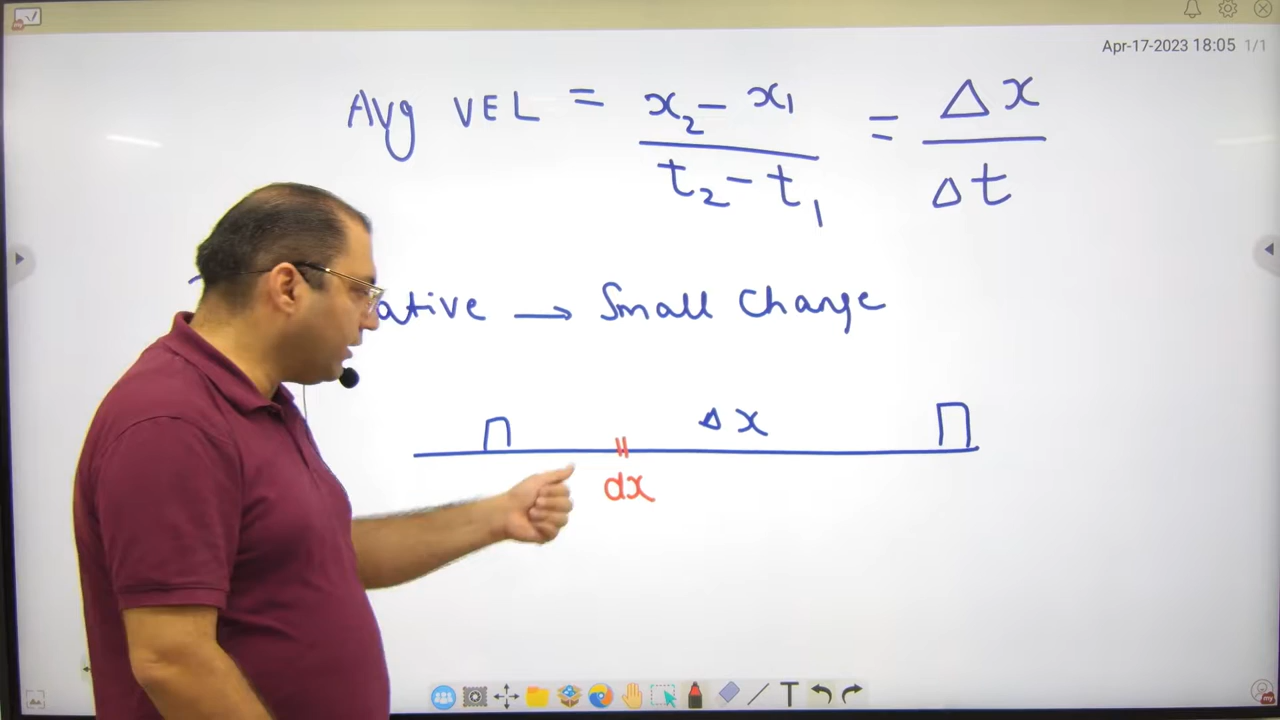 Apr-17-2023 18:05 1/1
Avg VEL = x₂ - x₁ / t₂ - t₁ = Δx / Δt
ative → Small Change
Δx
dx
T